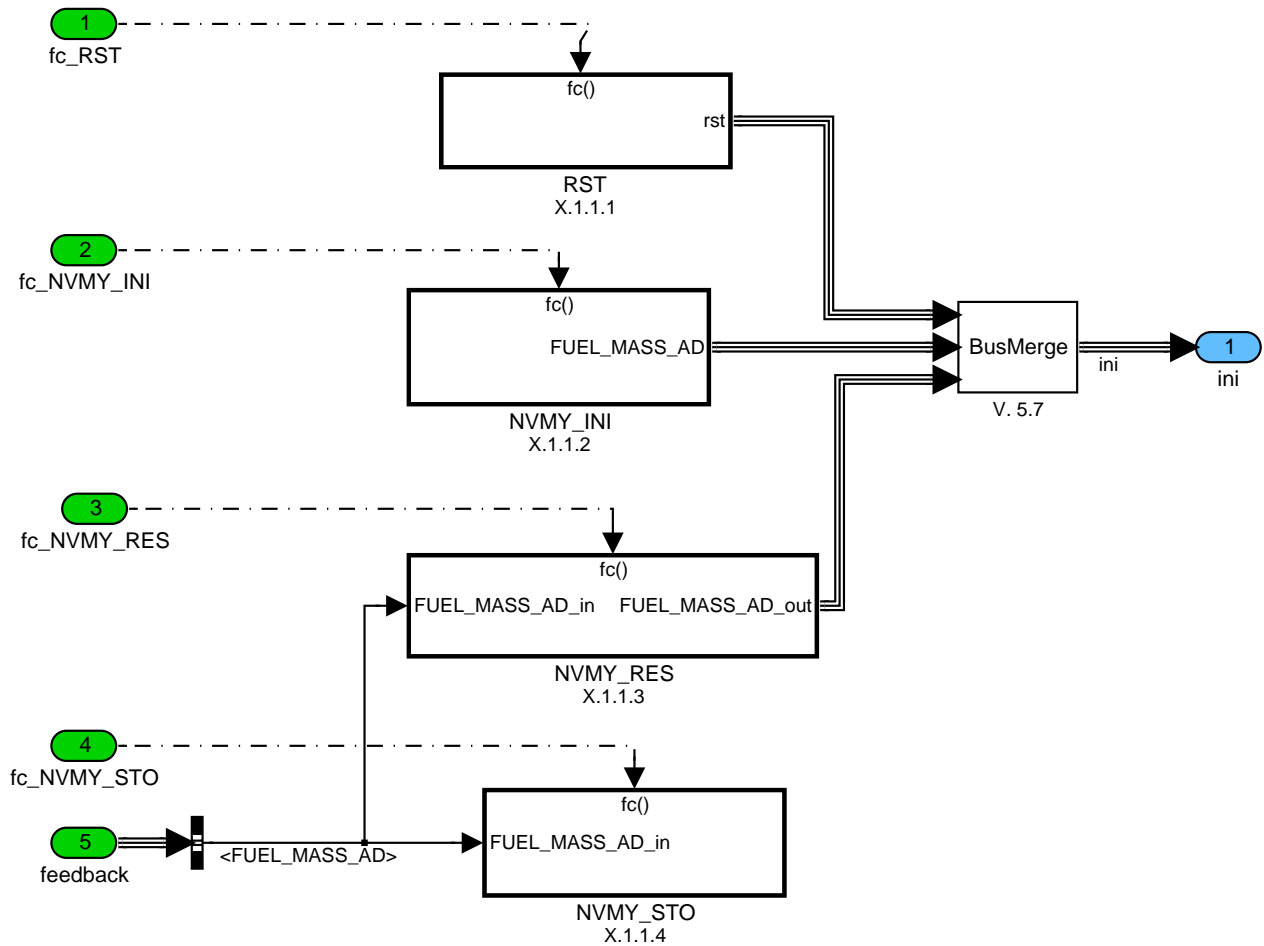 1
fc_RST
fc()
rst
RST
X.1.1.1
2
fc_NVMY_INI
fc()
FUEL_MASS_AD
NVMY_INI
X.1.1.2
BusMerge
V. 5.7
ini
1
ini
3
fc_NVMY_RES
fc()
FUEL_MASS_AD_in FUEL_MASS_AD_out
NVMY_RES
X.1.1.3
4
fc_NVMY_STO
fc()
FUEL_MASS_AD_in
NVMY_STO
X.1.1.4
5
feedback
<FUEL_MASS_AD>